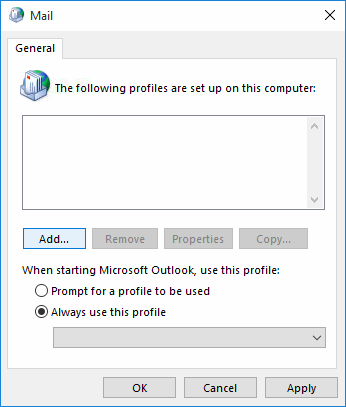 Mail
General
The following profiles are set up on this computer:
Add...
Remove
Properties
Copy...
When starting Microsoft Outlook, use this profile:
Prompt for a profile to be used
Always use this profile
OK
Cancel
Apply